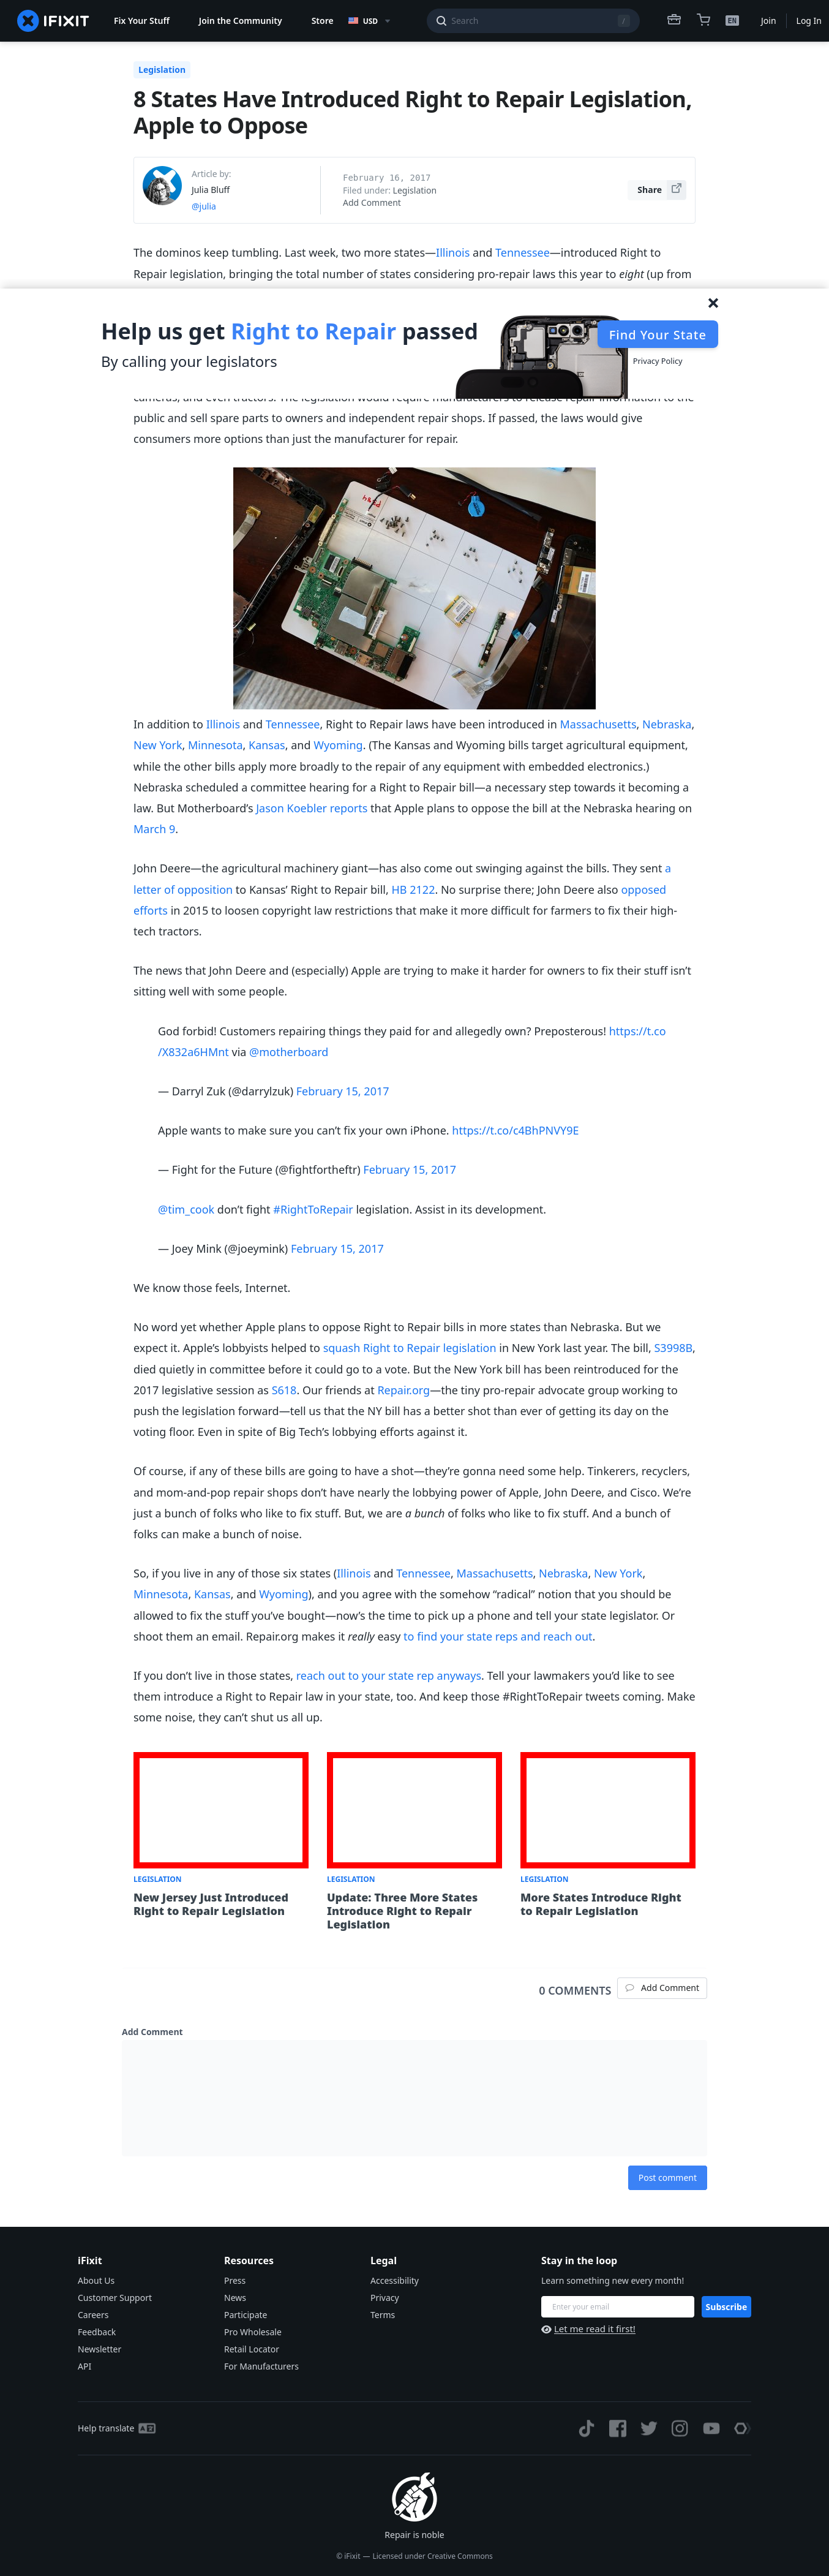 IFIXIT
Fix Your Stuff
Join the Community
Store
USD
Search
/
EN
Join
Log In
Legislation
8 States Have Introduced Right to Repair Legislation,
Apple to Oppose
Article by:
Julia Bluff
@julia
February 16, 2017
Filed under: Legislation
Add Comment
Share
The dominos keep tumbling. Last week, two more states—Illinois and Tennessee—introduced Right to
Repair legislation, bringing the total number of states considering pro-repair laws this year to eight (up from
Help us get Right to Repair passed
By calling your legislators
Find Your State
Privacy Policy
cameras, and even tractors. The legislation would require manufacturers to release repair information to the
public and sell spare parts to owners and independent repair shops. If passed, the laws would give
consumers more options than just the manufacturer for repair.
In addition to Illinois and Tennessee, Right to Repair laws have been introduced in Massachusetts, Nebraska,
New York, Minnesota, Kansas, and Wyoming. (The Kansas and Wyoming bills target agricultural equipment,
while the other bills apply more broadly to the repair of any equipment with embedded electronics.)
Nebraska scheduled a committee hearing for a Right to Repair bill—a necessary step towards it becoming a
law. But Motherboard’s Jason Koebler reports that Apple plans to oppose the bill at the Nebraska hearing on
March 9.
John Deere—the agricultural machinery giant—has also come out swinging against the bills. They sent a
letter of opposition to Kansas’ Right to Repair bill, HB 2122. No surprise there; John Deere also opposed
efforts in 2015 to loosen copyright law restrictions that make it more difficult for farmers to fix their high-
tech tractors.
The news that John Deere and (especially) Apple are trying to make it harder for owners to fix their stuff isn’t
sitting well with some people.
God forbid! Customers repairing things they paid for and allegedly own? Preposterous! https://t.co
/X832a6HMnt via @motherboard
— Darryl Zuk (@darrylzuk) February 15, 2017
Apple wants to make sure you can’t fix your own iPhone. https://t.co/c4BhPNVY9E
— Fight for the Future (@fightfortheftr) February 15, 2017
@tim_cook don’t fight #RightToRepair legislation. Assist in its development.
— Joey Mink (@joeymink) February 15, 2017
We know those feels, Internet.
No word yet whether Apple plans to oppose Right to Repair bills in more states than Nebraska. But we
expect it. Apple’s lobbyists helped to squash Right to Repair legislation in New York last year. The bill, S3998B,
died quietly in committee before it could go to a vote. But the New York bill has been reintroduced for the
2017 legislative session as S618. Our friends at Repair.org—the tiny pro-repair advocate group working to
push the legislation forward—tell us that the NY bill has a better shot than ever of getting its day on the
voting floor. Even in spite of Big Tech’s lobbying efforts against it.
Of course, if any of these bills are going to have a shot—they’re gonna need some help. Tinkerers, recyclers,
and mom-and-pop repair shops don’t have nearly the lobbying power of Apple, John Deere, and Cisco. We’re
just a bunch of folks who like to fix stuff. But, we are a bunch of folks who like to fix stuff. And a bunch of
folks can make a bunch of noise.
So, if you live in any of those six states (Illinois and Tennessee, Massachusetts, Nebraska, New York,
Minnesota, Kansas, and Wyoming), and you agree with the somehow “radical” notion that you should be
allowed to fix the stuff you’ve bought—now’s the time to pick up a phone and tell your state legislator. Or
shoot them an email. Repair.org makes it really easy to find your state reps and reach out.
If you don’t live in those states, reach out to your state rep anyways. Tell your lawmakers you’d like to see
them introduce a Right to Repair law in your state, too. And keep those #RightToRepair tweets coming. Make
some noise, they can’t shut us all up.
LEGISLATION
New Jersey Just Introduced
Right to Repair Legislation
LEGISLATION
Update: Three More States
Introduce Right to Repair
Legislation
LEGISLATION
More States Introduce Right
to Repair Legislation
0 COMMENTS
Add Comment
Add Comment
Post comment
iFixit
About Us
Customer Support
Careers
Feedback
Newsletter
API
Resources
Press
News
Participate
Pro Wholesale
Retail Locator
For Manufacturers
Legal
Accessibility
Privacy
Terms
Stay in the loop
Learn something new every month!
Enter your email
Subscribe
Let me read it first!
Help translate
Repair is noble
© iFixit — Licensed under Creative Commons